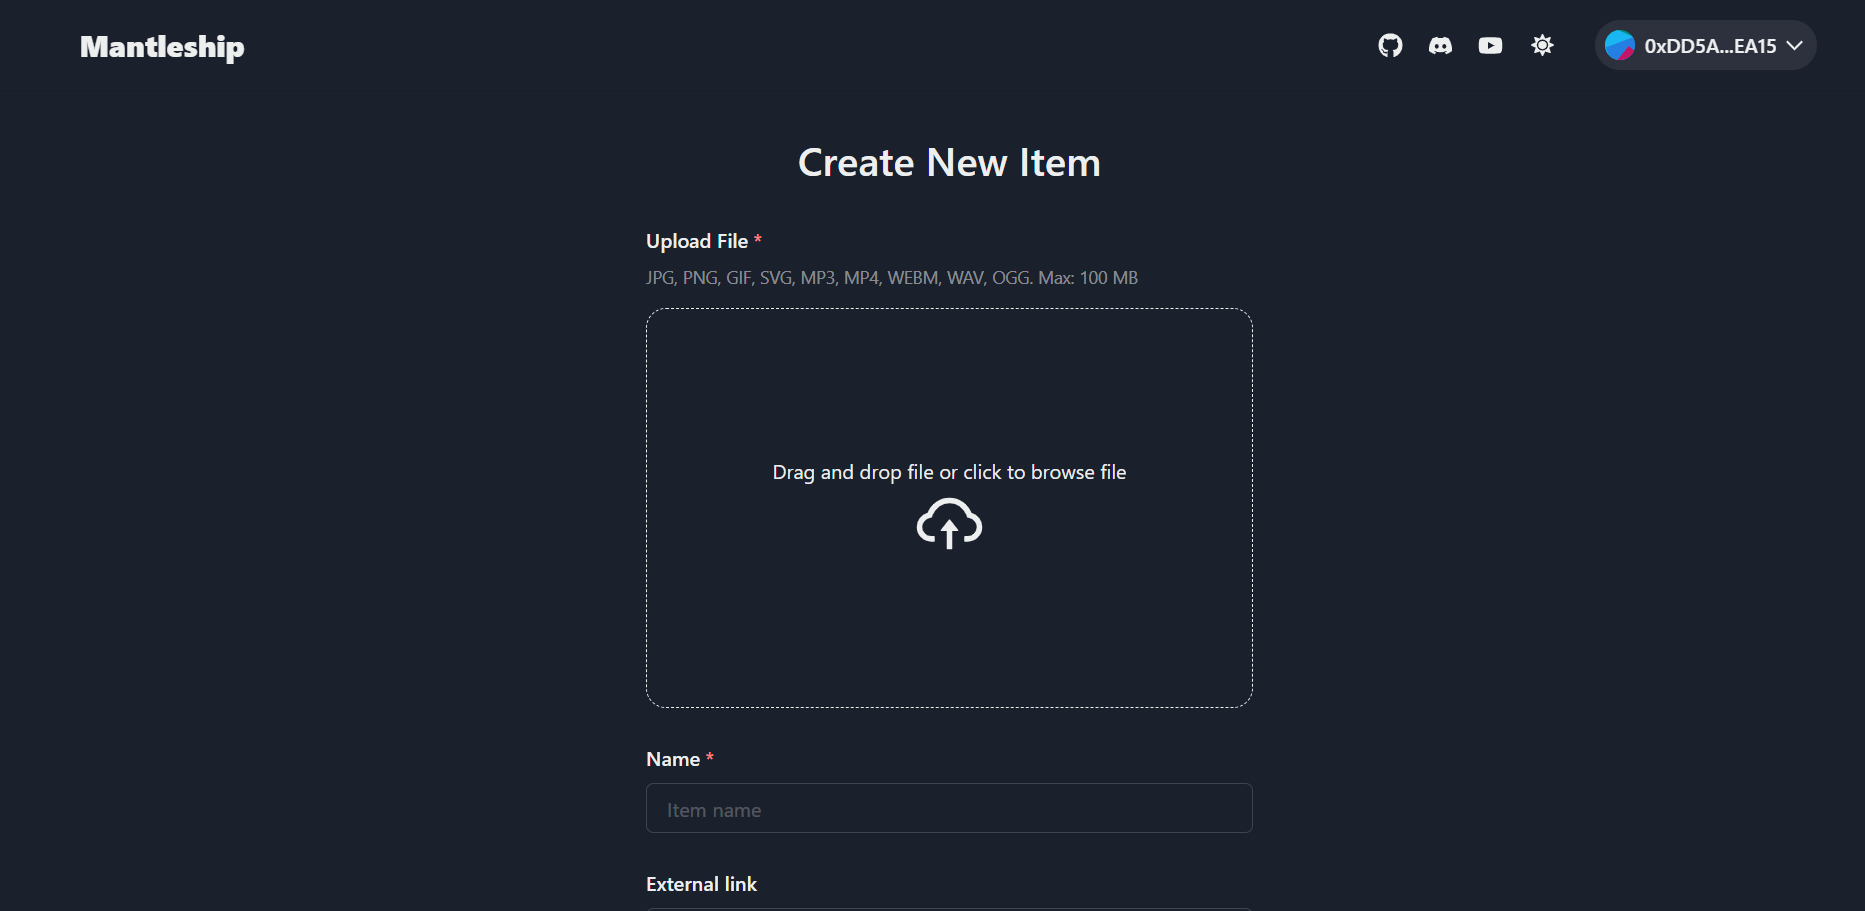 Mantleship
0xDD5A...EA15
Create New Item
Upload File *
JPG, PNG, GIF, SVG, MP3, MP4, WEBM, WAV, OGG. Max: 100 MB
Drag and drop file or click to browse file
Name *
Item name
External link